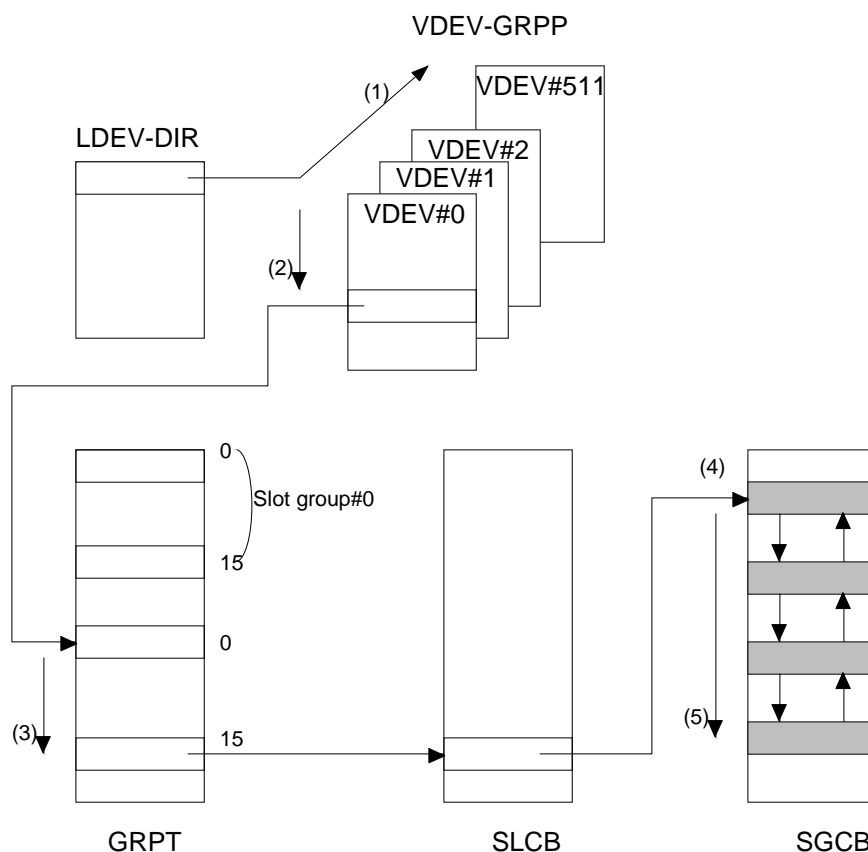 VDEV-GRPP
VDEV#511
(1)
LDEV-DIR
VDEV#2
VDEV#1
VDEV#0
(2)
0
Slot group#0
15
0
(3)
15
(4)
(5)
GRPT
SLCB
SGCB